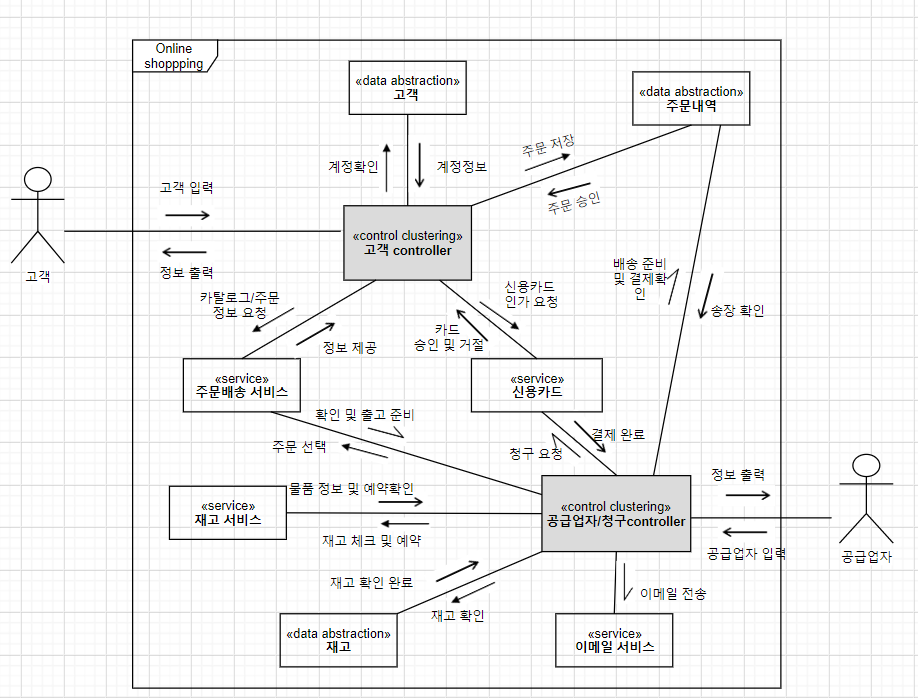 Online
shoppping
«data abstraction»
고객
«data abstraction»
주문내역
계정확인
계정정보
주문 저장
주문 승인
고객 입력
정보 출력
고객
«control clustering»
고객 controller
카탈로그/주문
정보 요청
정보 제공
신용카드
인가 요청
카드
승인 및 거절
배송 준비
및 결제확
인
송장 확인
«service»
주문배송 서비스
«service»
신용카드
확인 및 출고 준비
주문 선택
결제 완료
청구 요청
«service»
재고 서비스
물품 정보 및 예약확인
재고 체크 및 예약
«control clustering»
공급업자/청구controller
정보 출력
공급업자 입력
공급업자
재고 확인 완료
재고 확인
이메일 전송
«data abstraction»
재고
«service»
이메일 서비스